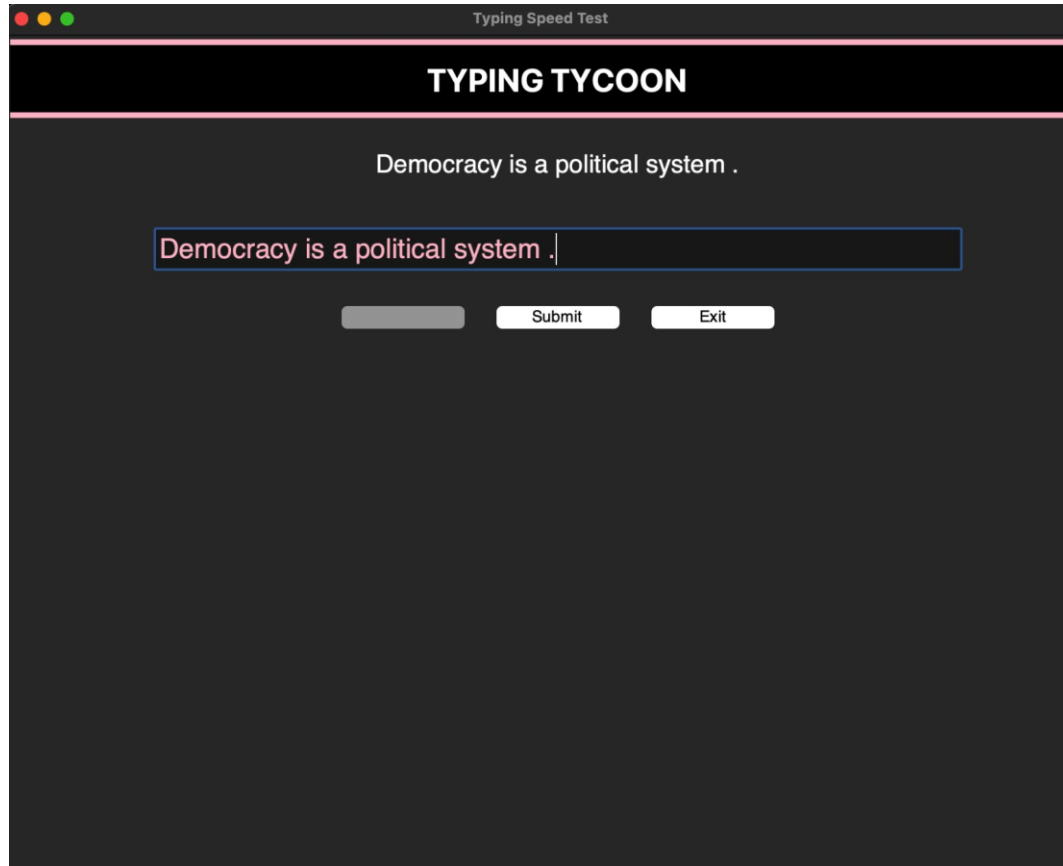 Typing Speed Test
TYPING TYCOON
Democracy is a political system .
Democracy is a political system .
Submit Exit